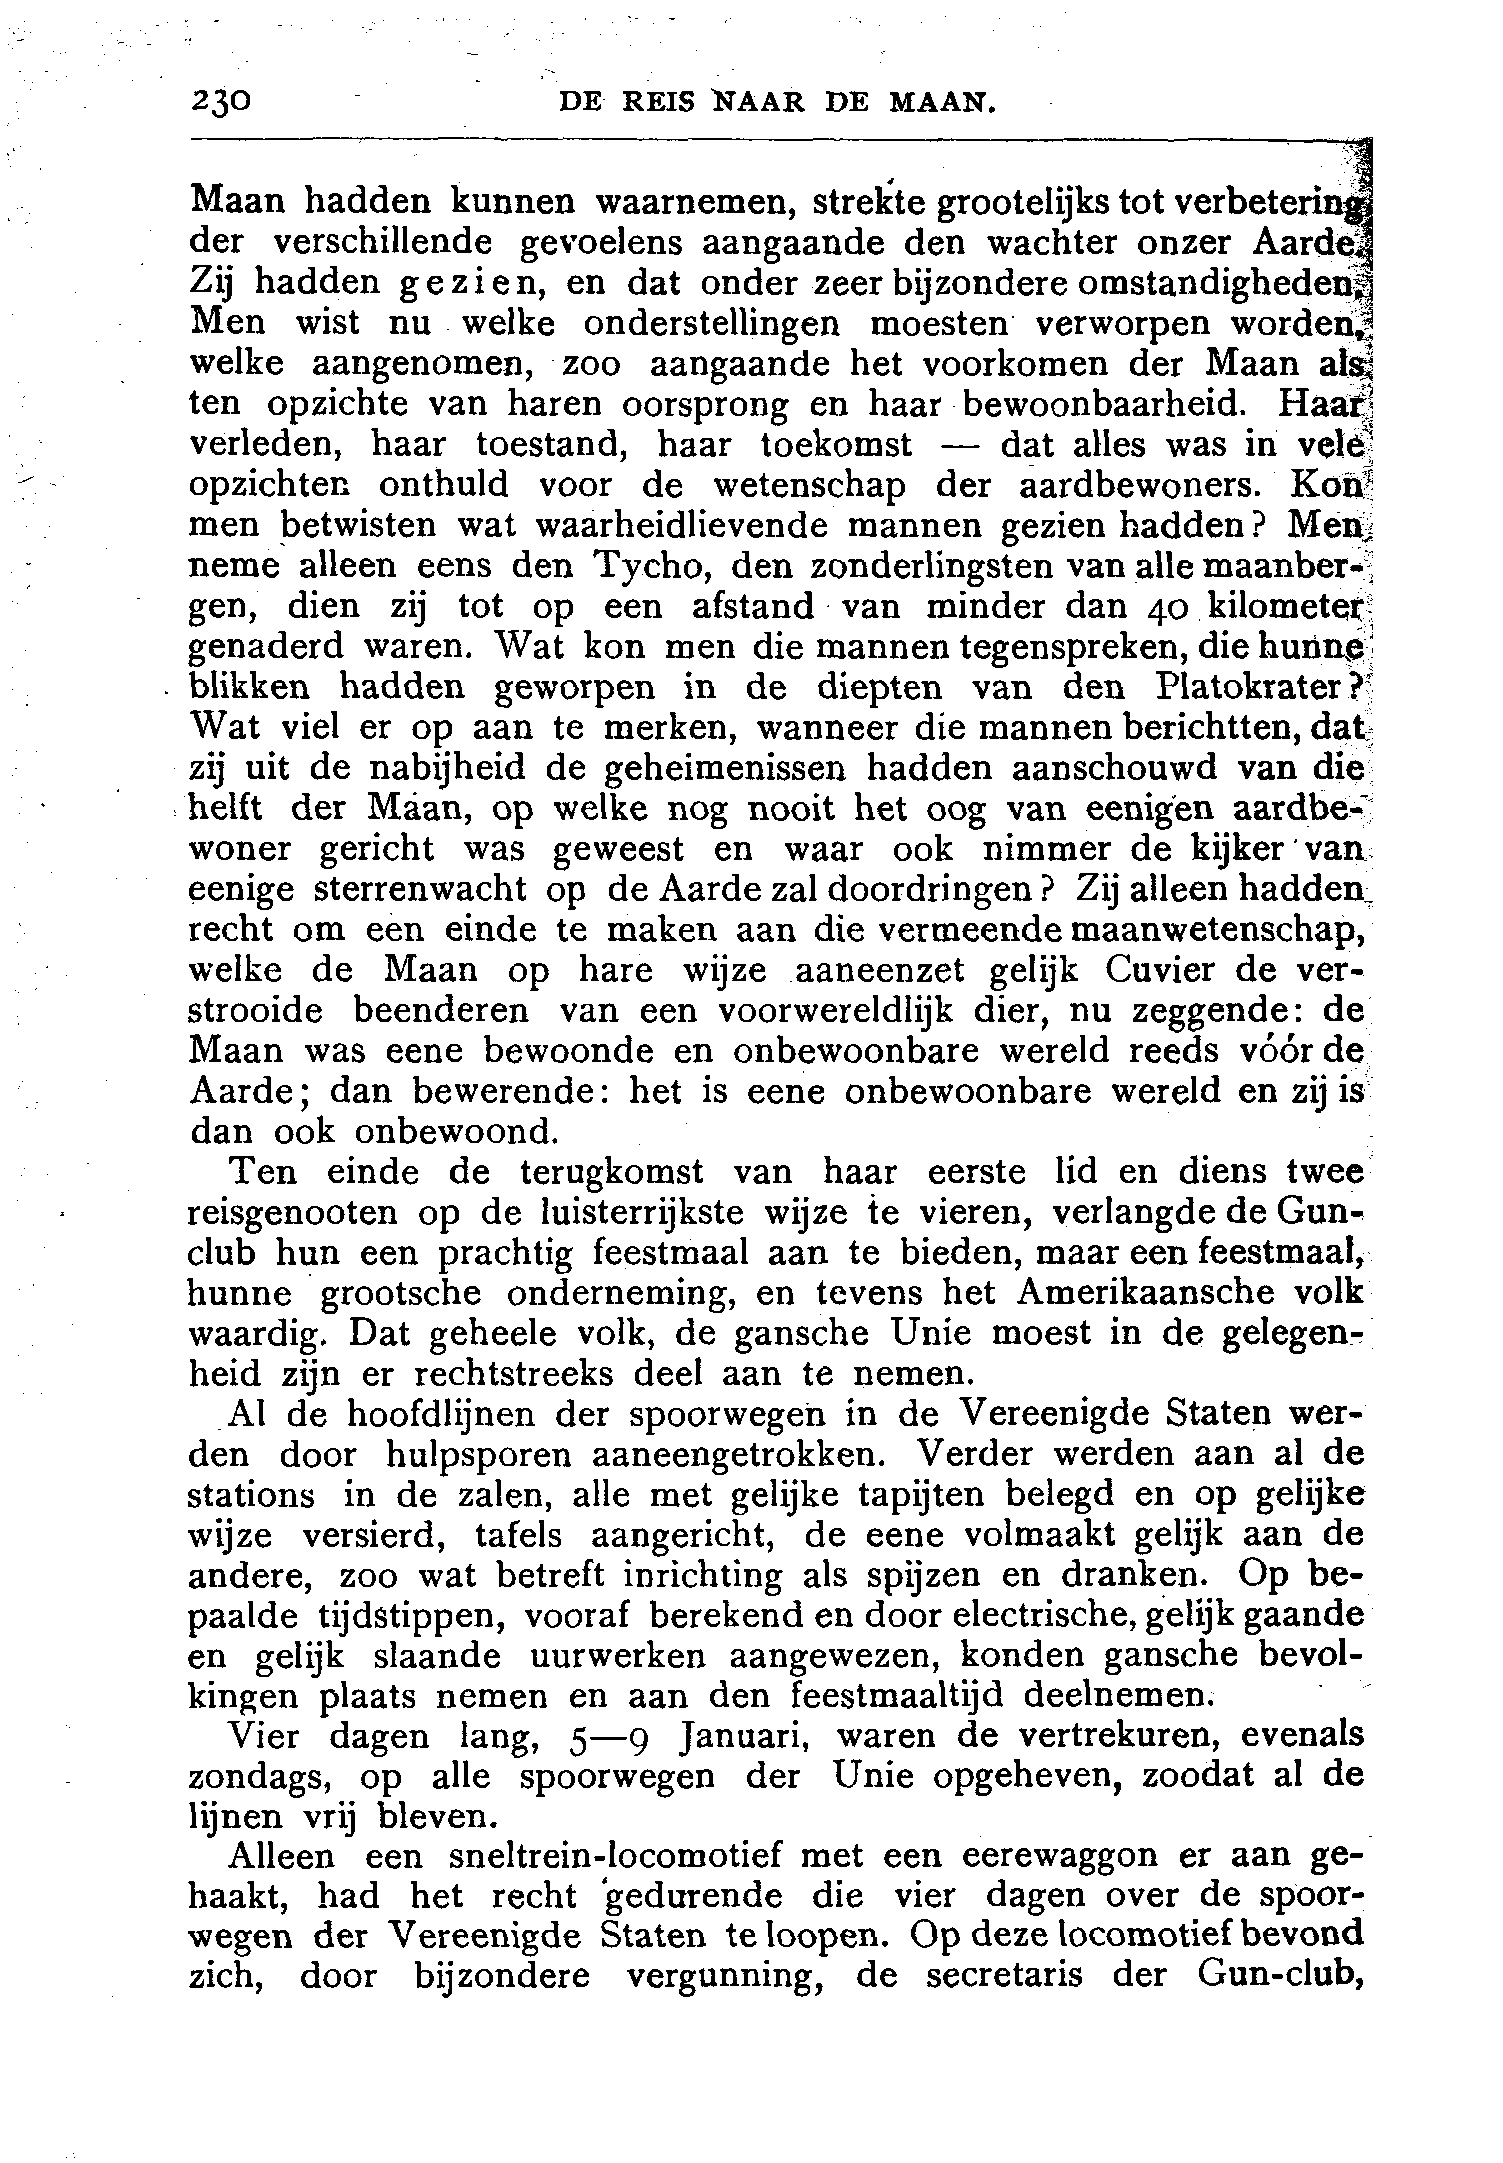 230 DE REIS NAAR DE MAAN.
Maan hadden kunnen waarnemen, strekte grootelijks tot verbetering
der verschillende gevoelens aangaande den wachter onzer Aarde.
Zij hadden gezien, en dat onder zeer bijzondere omstandigheden.
Men wist nu welke onderstellingen moesten verworpen worden,
welke aangenomen, zoo aangaande het voorkomen der Maan als
ten opzichte van haren oorsprong en haar bewoonbaarheid. Haar
verleden, haar toestand, haar toekomst — dat alles was in vele
opzichten onthuld voor de wetenschap der aardbewoners. Kon
men betwisten wat waarheidlievende mannen gezien hadden? Men
neme alleen eens den Tycho, den zonderlingsten van alle maanber-
gen, dien zij tot op een afstand van minder dan 40 kilometer
genaderd waren. Wat kon men die mannen tegenspreken, die hunne
blikken hadden geworpen in de diepten van den Platokrater?
Wat viel er op aan te merken, wanneer die mannen berichtten, dat
zij uit de nabijheid de geheimenissen hadden aanschouwd van die
helft der Maan, op welke nog nooit het oog van eenigen aardbe-
woner gericht was geweest en waar ook nimmer de kijker van
eenige sterrenwacht op de Aarde zal doordringen? Zij alleen hadden
recht om een einde te maken aan die vermeende maanwetenschap,
welke de Maan op hare wijze aaneenzet gelijk Cuvier de ver-
strooide beenderen van een voorwereldlijk dier, nu zeggende: de
Maan was eene bewoonde en onbewoonbare wereld reeds vóór de
Aarde; dan bewerende: het is eene onbewoonbare wereld en zij is
dan ook onbewoond.
Ten einde de terugkomst van haar eerste lid en diens twee
reisgenooten op de luisterrijkste wijze te vieren, verlangde de Gun-
club hun een prachtig feestmaal aan te bieden, maar een feestmaal,
hunne grootsche onderneming, en tevens het Amerikaansche volk
waardig. Dat geheele volk, de gansche Unie moest in de gelegen-
heid zijn er rechtstreeks deel aan te nemen.
Al de hoofdlijnen der spoorwegen in de Vereenigde Staten wer-
den door hulpsporen aaneengetrokken. Verder werden aan al de
stations in de zalen, alle met gelijke tapijten belegd en op gelijke
wijze versierd, tafels aangericht, de eene volmaakt gelijk aan de
andere, zoo wat betreft inrichting als spijzen en dranken. Op be-
paalde tijdstippen, vooraf berekend en door electrische, gelijk gaande
en gelijk slaande uurwerken aangewezen, konden gansche bevol-
kingen plaats nemen en aan den feestmaaltijd deelnemen.
Vier dagen lang, 5—9 Januari, waren de vertrekuren, evenals
zondags, op alle spoorwegen der Unie opgeheven, zoodat al de
lijnen vrij bleven.
Alleen een sneltrein-locomotief met een eerewaggon er aan ge-
haakt, had het recht gedurende die vier dagen over de spoor-
wegen der Vereenigde Staten te loopen. Op deze locomotief bevond
zich, door bijzondere vergunning, de secretaris der Gun-club,